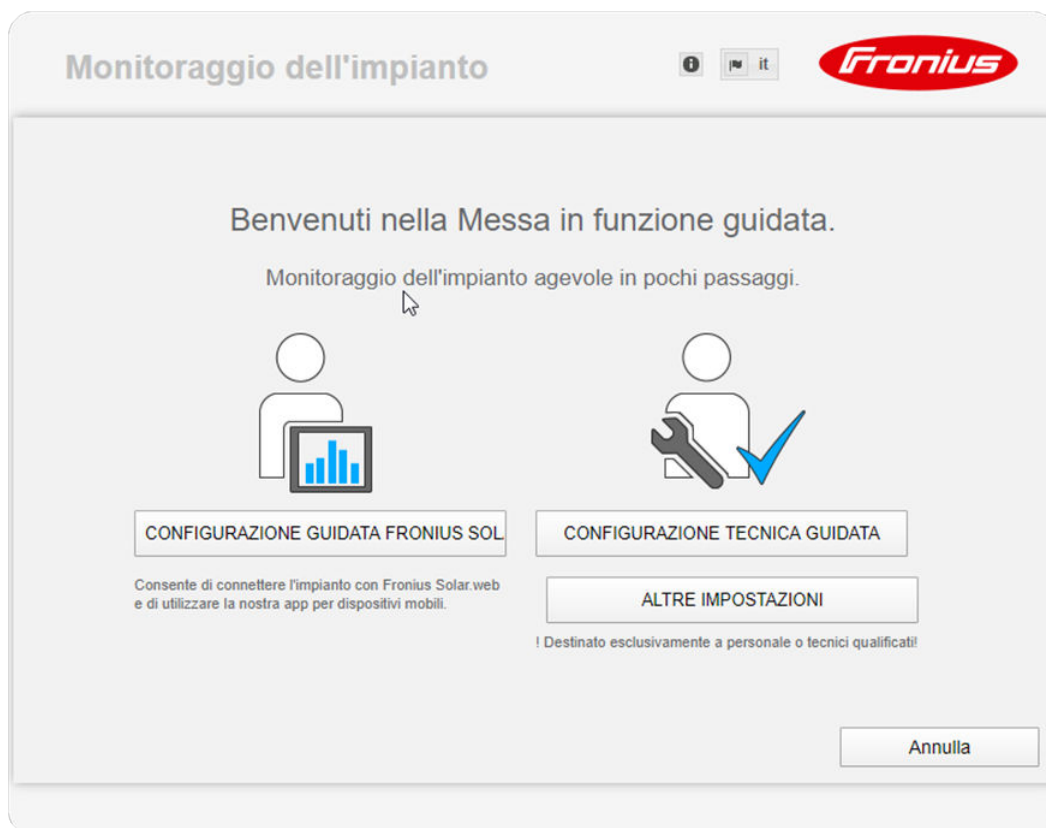 Monitoraggio dell'impianto
it
Fronius
Benvenuti nella Messa in funzione guidata.
Monitoraggio dell'impianto agevole in pochi passaggi.
CONFIGURAZIONE GUIDATA FRONIUS SOL
CONFIGURAZIONE TECNICA GUIDATA
Consente di connettere l'impianto con Fronius Solar.web
e di utilizzare la nostra app per dispositivi mobili.
ALTRE IMPOSTAZIONI
! Destinato esclusivamente a personale o tecnici qualificati!
Annulla